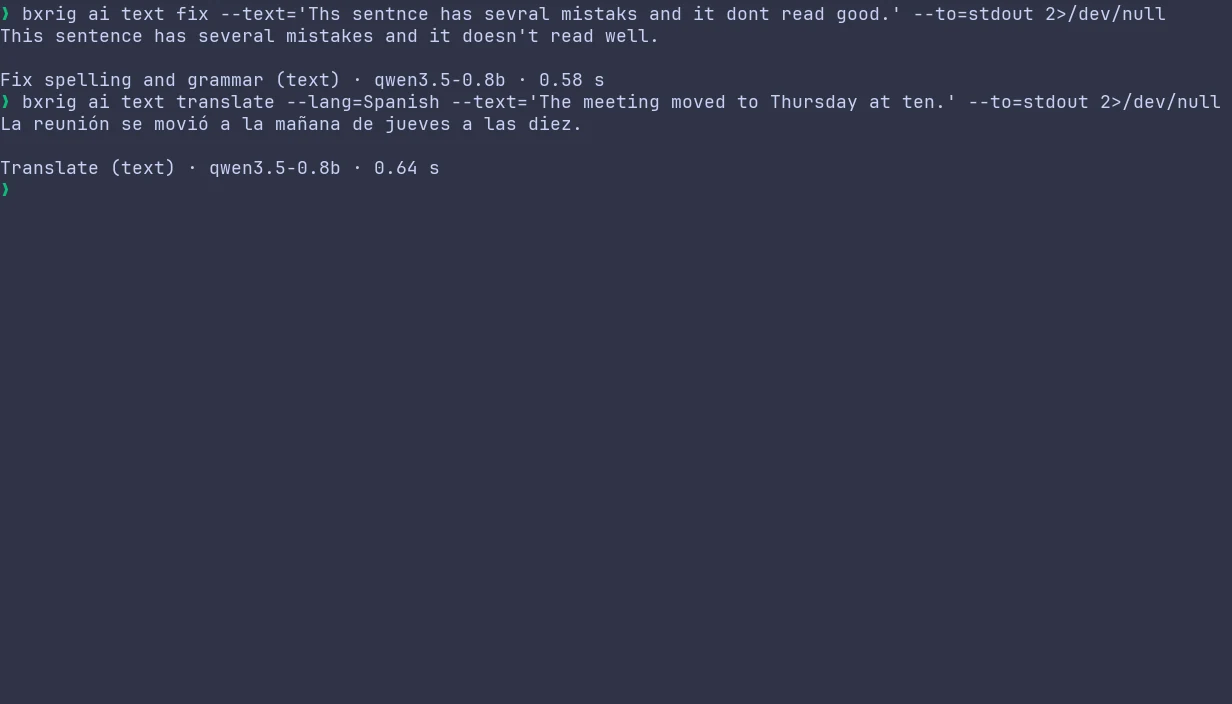 ❯ bxrig ai text fix --text='Ths sentnce has sevral mistaks and it dont read good.' --to=stdout 2>/dev/null
This sentence has several mistakes and it doesn't read well.
Fix spelling and grammar (text) · qwen3.5-0.8b · 0.58 s
❯ bxrig ai text translate --lang=Spanish --text='The meeting moved to Thursday at ten.' --to=stdout 2>/dev/null
La reunión se movió a la mañana de jueves a las diez.
Translate (text) · qwen3.5-0.8b · 0.64 s
❯